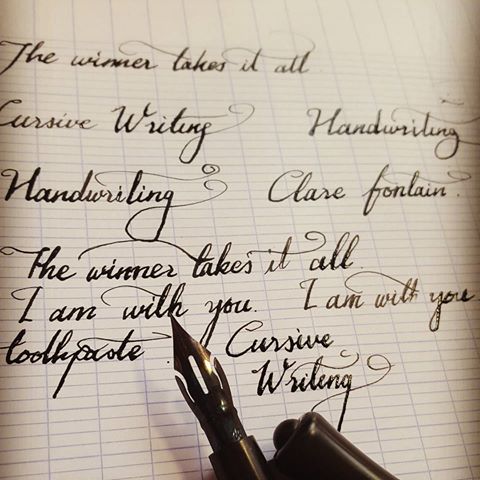 The winner takes it all
Cursive Writing Handwriting
Handwriting Clare fontain.
The winner takes it all
I am with you. I am with you
toothpaste. Cursive
Writing